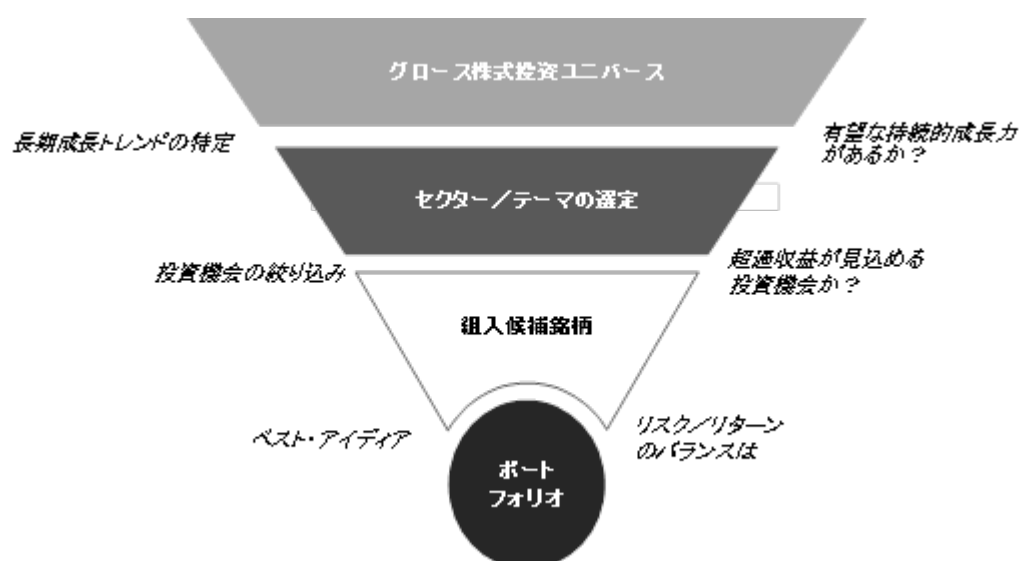 グロース株式投資ユニバース
長期成長トレンドの特定
有望な持続的成長力
があるか？
セクター／テーマの選定
投資機会の絞り込み
超過収益が見込める
投資機会か？
組入候補銘柄
ベスト・アイディア
リスク／リターン
のバランスは
ポート
フォリオ